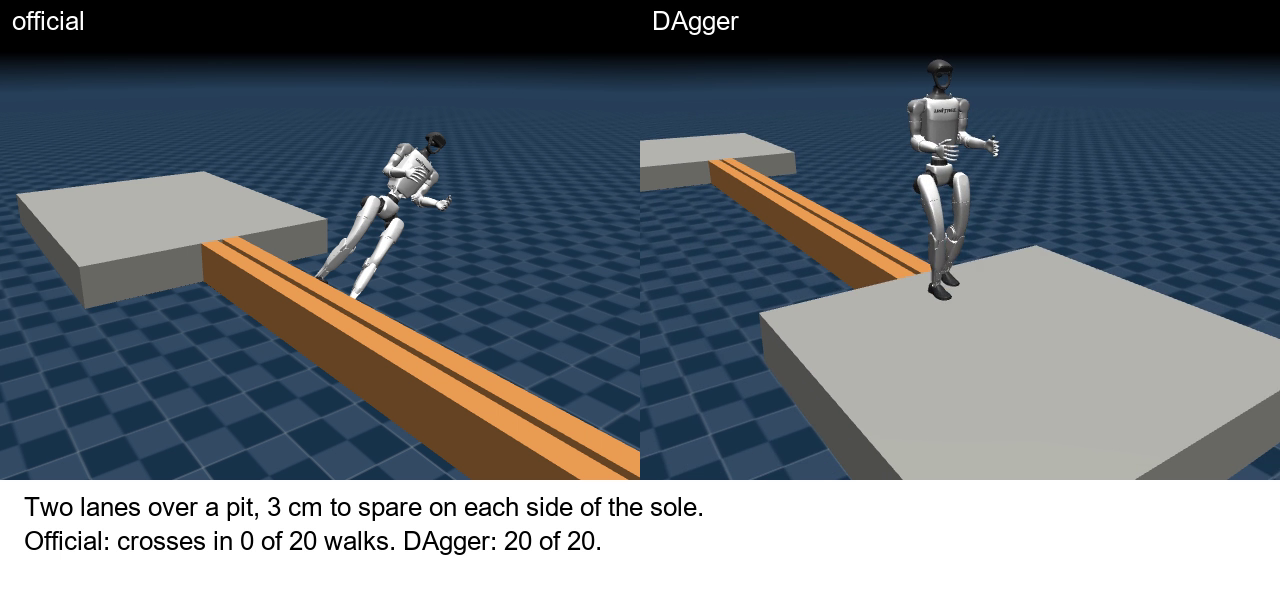 official
DAgger
Two lanes over a pit, 3 cm to spare on each side of the sole.
Official: crosses in 0 of 20 walks. DAgger: 20 of 20.